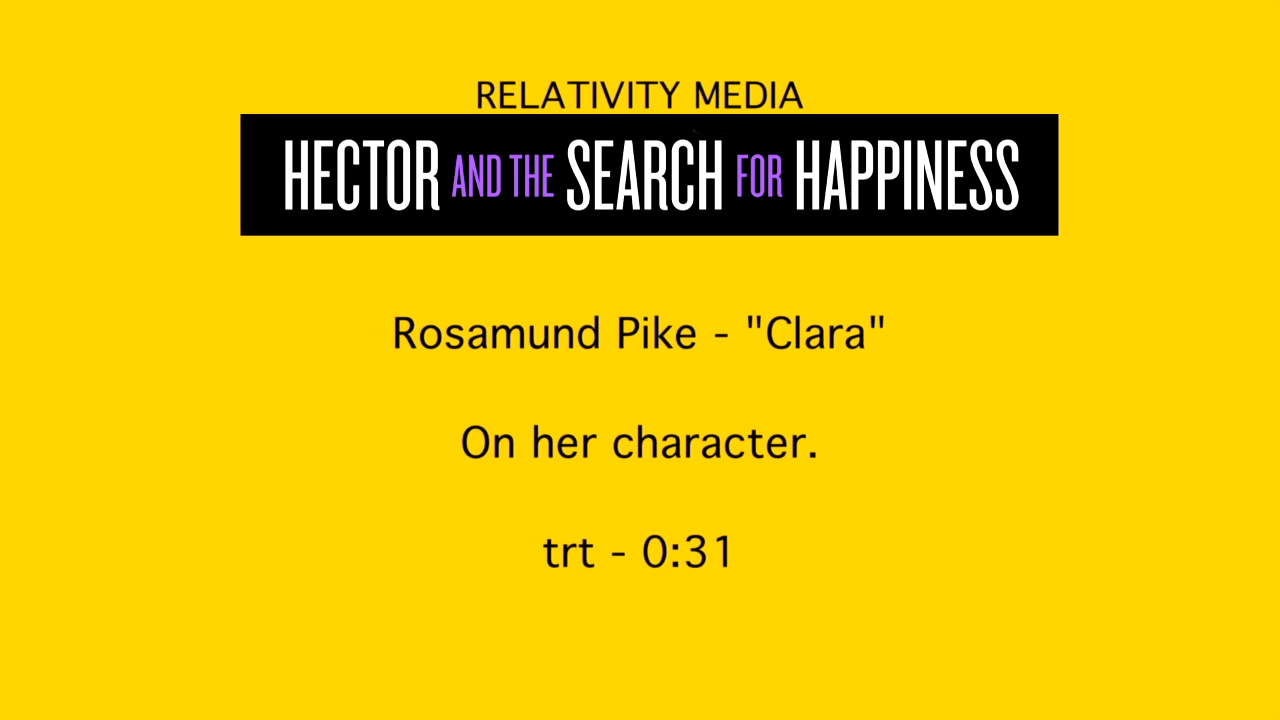 RELATIVITY MEDIA
HECTOR AND THE SEARCH FOR HAPPINESS
Rosamund Pike - "Clara"
On her character.
trt - 0:31